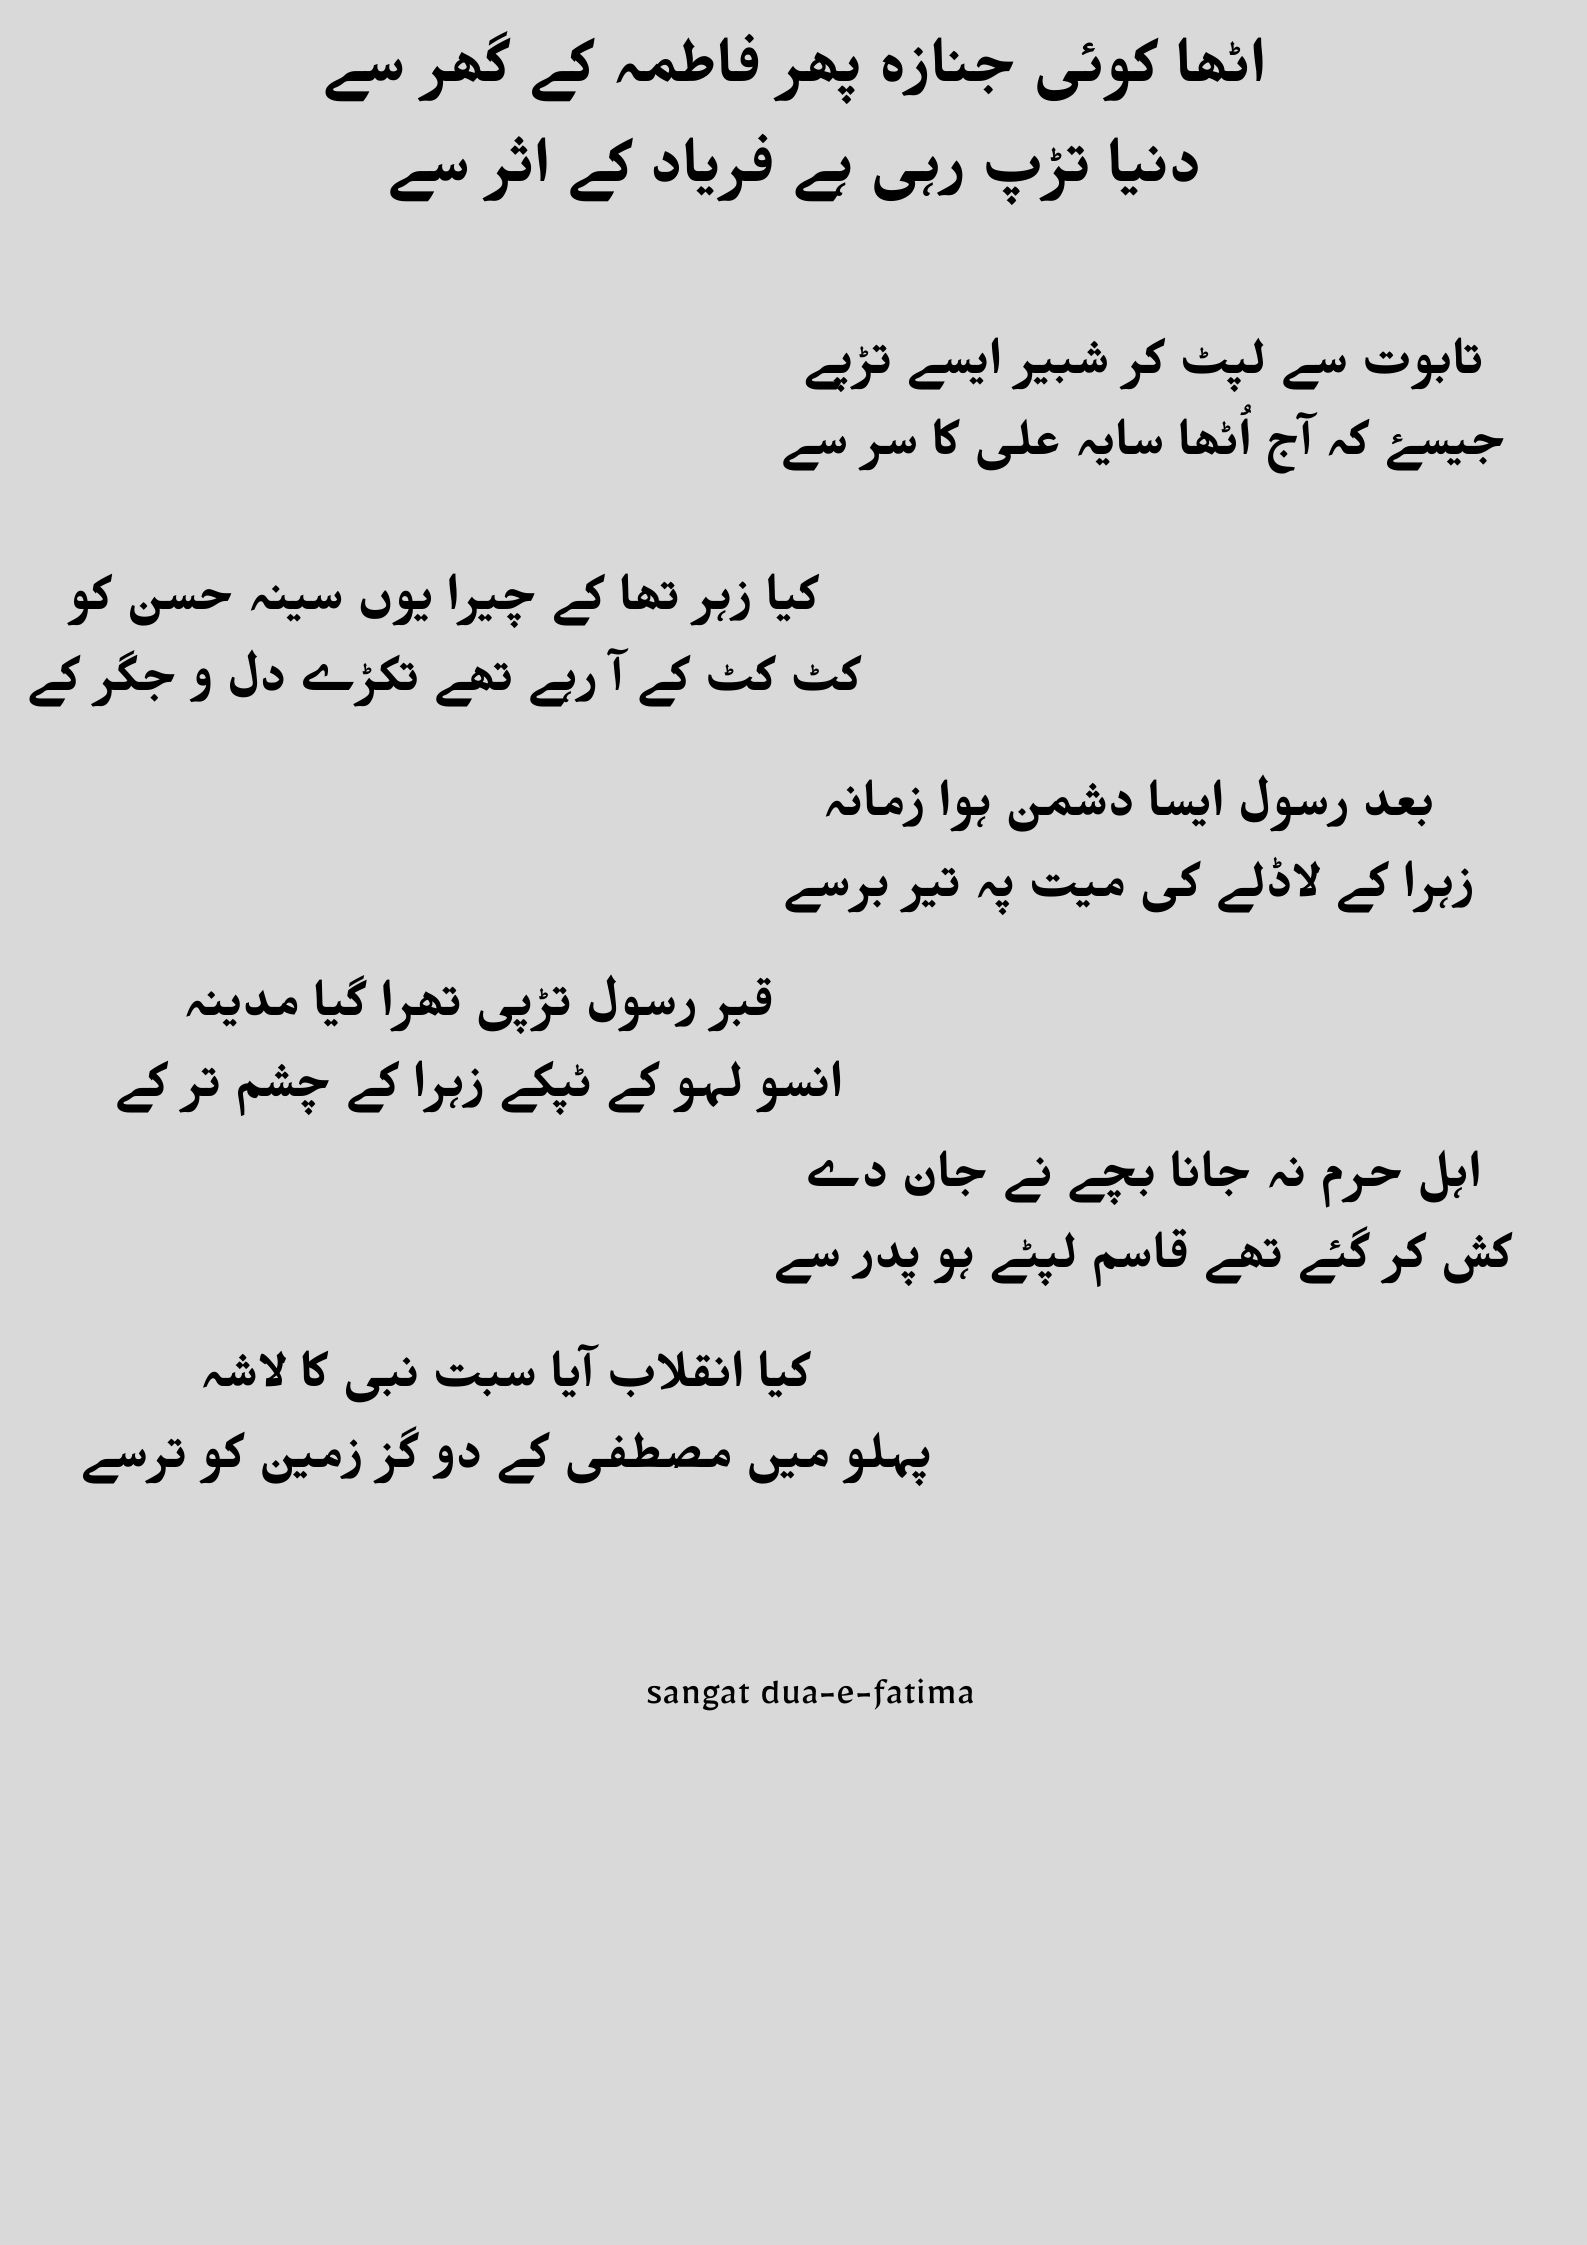 اٹھا کوئی جنازہ پھر فاطمہ کے گھر سے
دنیا تڑپ رہی ہے فریاد کے اثر سے
تابوت سے لپٹ کر شبیر ایسے تڑپے
جیسۓ کہ آج اُٹھا سایہ علی کا سر سے
کیا زہر تھا کے چیرا یوں سینہ حسن کو
کٹ کٹ کے آ رہے تھے تکڑے دل و جگر کے
بعد رسول ایسا دشمن ہوا زمانہ
زہرا کے لاڈلے کی میت پہ تیر برسے
قبر رسول تڑپی تھرا گیا مدینہ
انسو لہو کے ٹپکے زہرا کے چشم تر کے
اہل حرم نہ جانا بچے نے جان دے
کش کر گئے تھے قاسم لپٹے ہو پدر سے
کیا انقلاب آیا سبت نبی کا لاشہ
پہلو میں مصطفی کے دو گز زمین کو ترسے
sangat dua-e-fatima